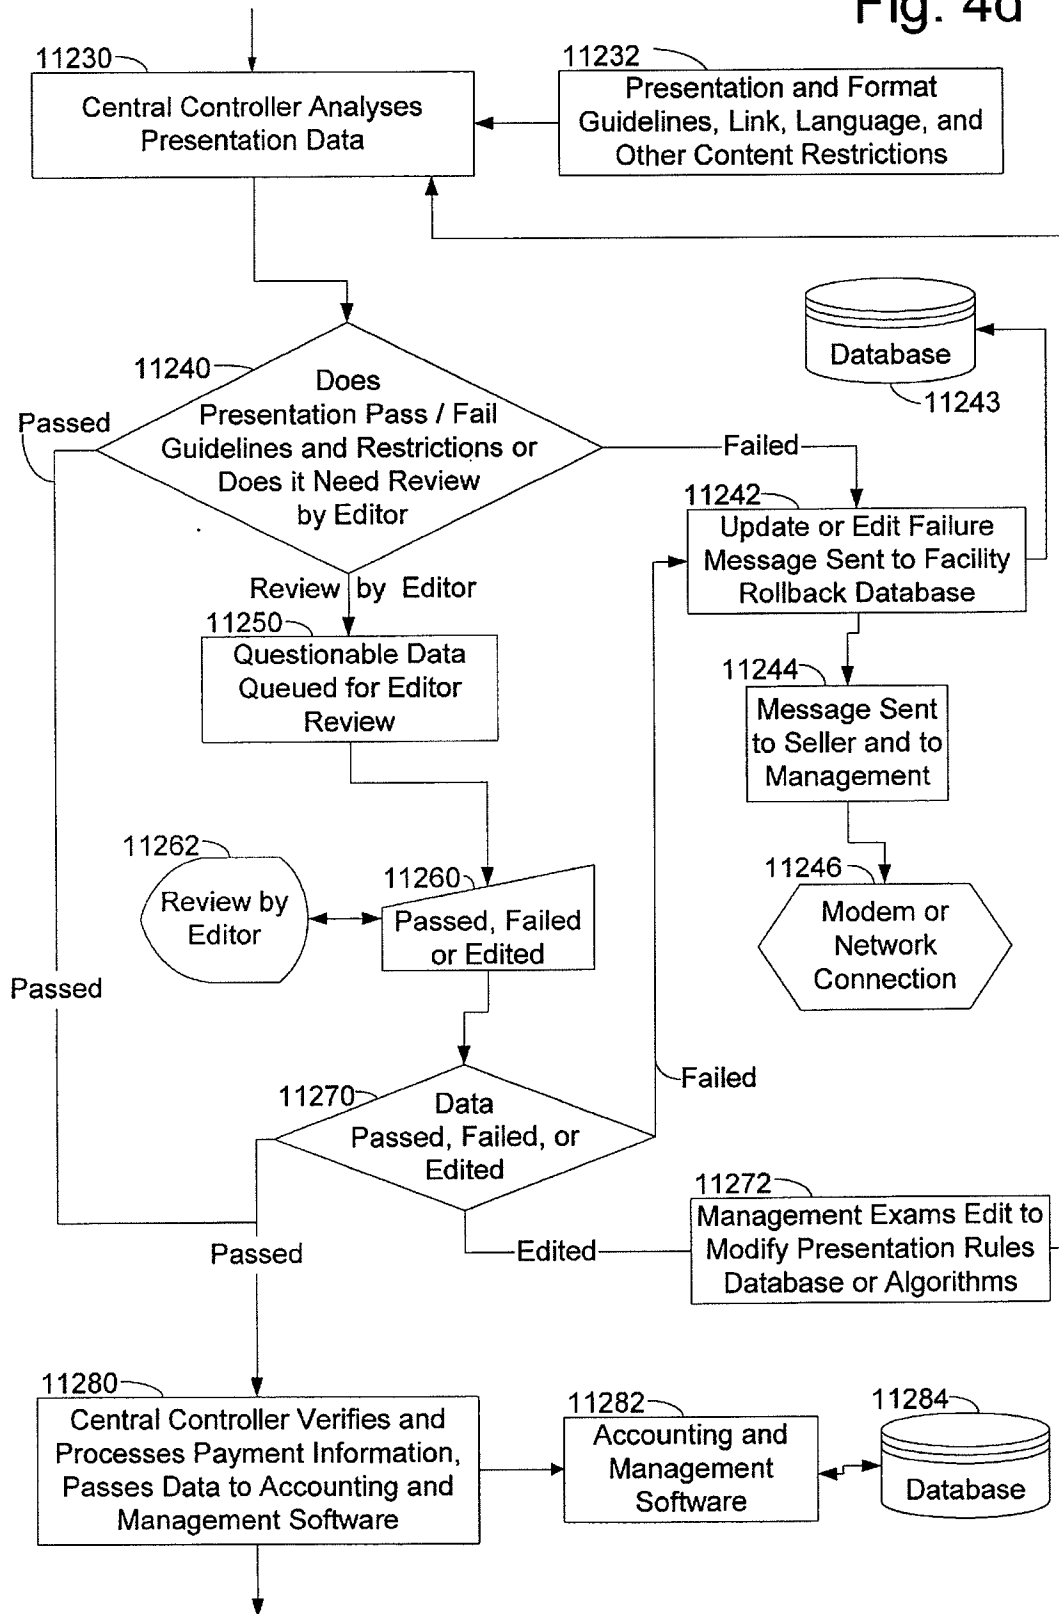 Fig. 4d
11230
Central Controller Analyses
Presentation Data
11232
Presentation and Format
Guidelines, Link, Language, and
Other Content Restrictions
Database
11243
11240
Does
Presentation Pass / Fail
Guidelines and Restrictions or
Does it Need Review
by Editor
Passed
Failed
11242
Update or Edit Failure
Message Sent to Facility
Rollback Database
Review by Editor
11250
Questionable Data
Queued for Editor
Review
11244
Message Sent
to Seller and to
Management
11262
Review by
Editor
11260
Passed, Failed
or Edited
11246
Modem or
Network
Connection
Passed
Failed
11270
Data
Passed, Failed, or
Edited
11272
Management Exams Edit to
Modify Presentation Rules
Database or Algorithms
Passed
Edited
11280
Central Controller Verifies and
Processes Payment Information,
Passes Data to Accounting and
Management Software
11282
Accounting and
Management
Software
11284
Database